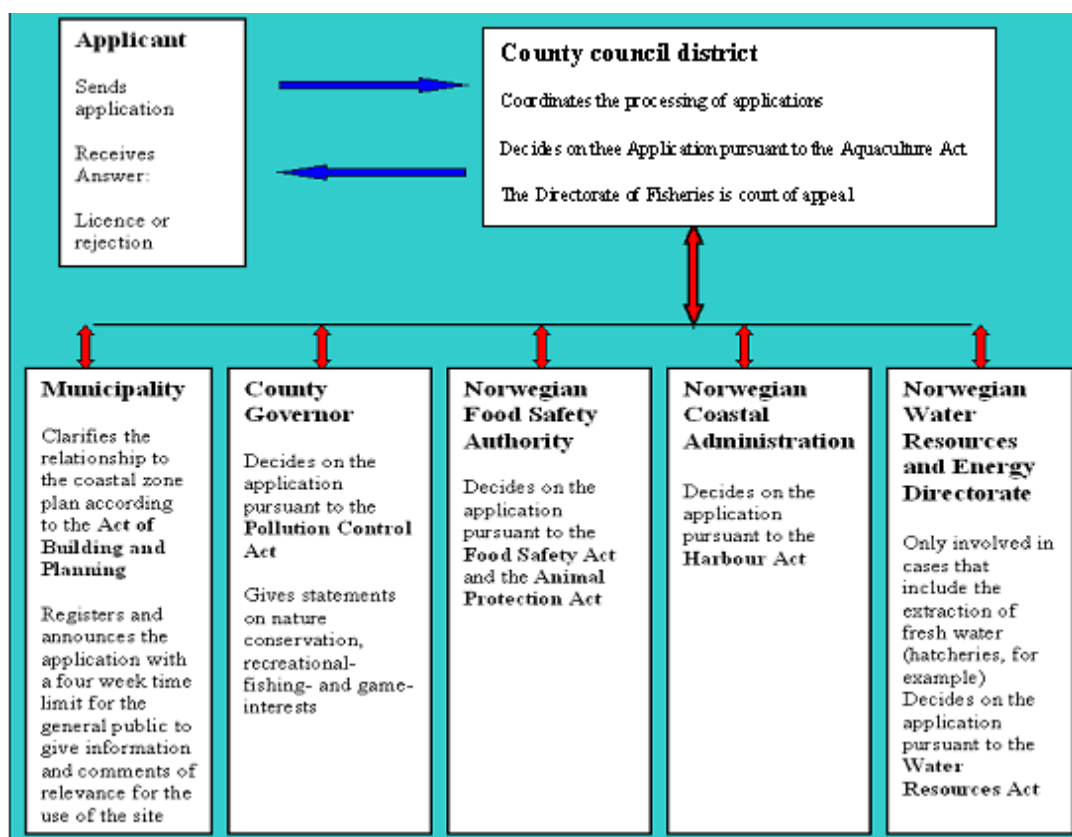 Applicant
Sends
application
Receives
Answer:
Licence or
rejection
County council district
Coordinates the processing of applications
Decides on thee Application pursuant to the Aquaculture Act
The Directorate of Fisheries is court of appeal
Municipality
Clarifies the
relationship to
the coastal zone
plan according
to the Act of
Building and
Planning
Registers and
announces the
application with
a four week time
limit for the
general public to
give information
and comments of
relevance for the
use of the site
County
Governor
Decides on the
application
pursuant to the
Pollution Control
Act
Gives statements
on nature
conservation,
recreational-
fishing- and game-
interests
Norwegian
Food Safety
Authority
Decides on the
application
pursuant to the
Food Safety Act
and the Animal
Protection Act
Norwegian
Coastal
Administration
Decides on the
application
pursuant to the
Harbour Act
Norwegian
Water
Resources
and Energy
Directorate
Only involved in
cases that
include the
extraction of
fresh water
(hatcheries, for
example)
Decides on the
application
pursuant to the
Water
Resources Act